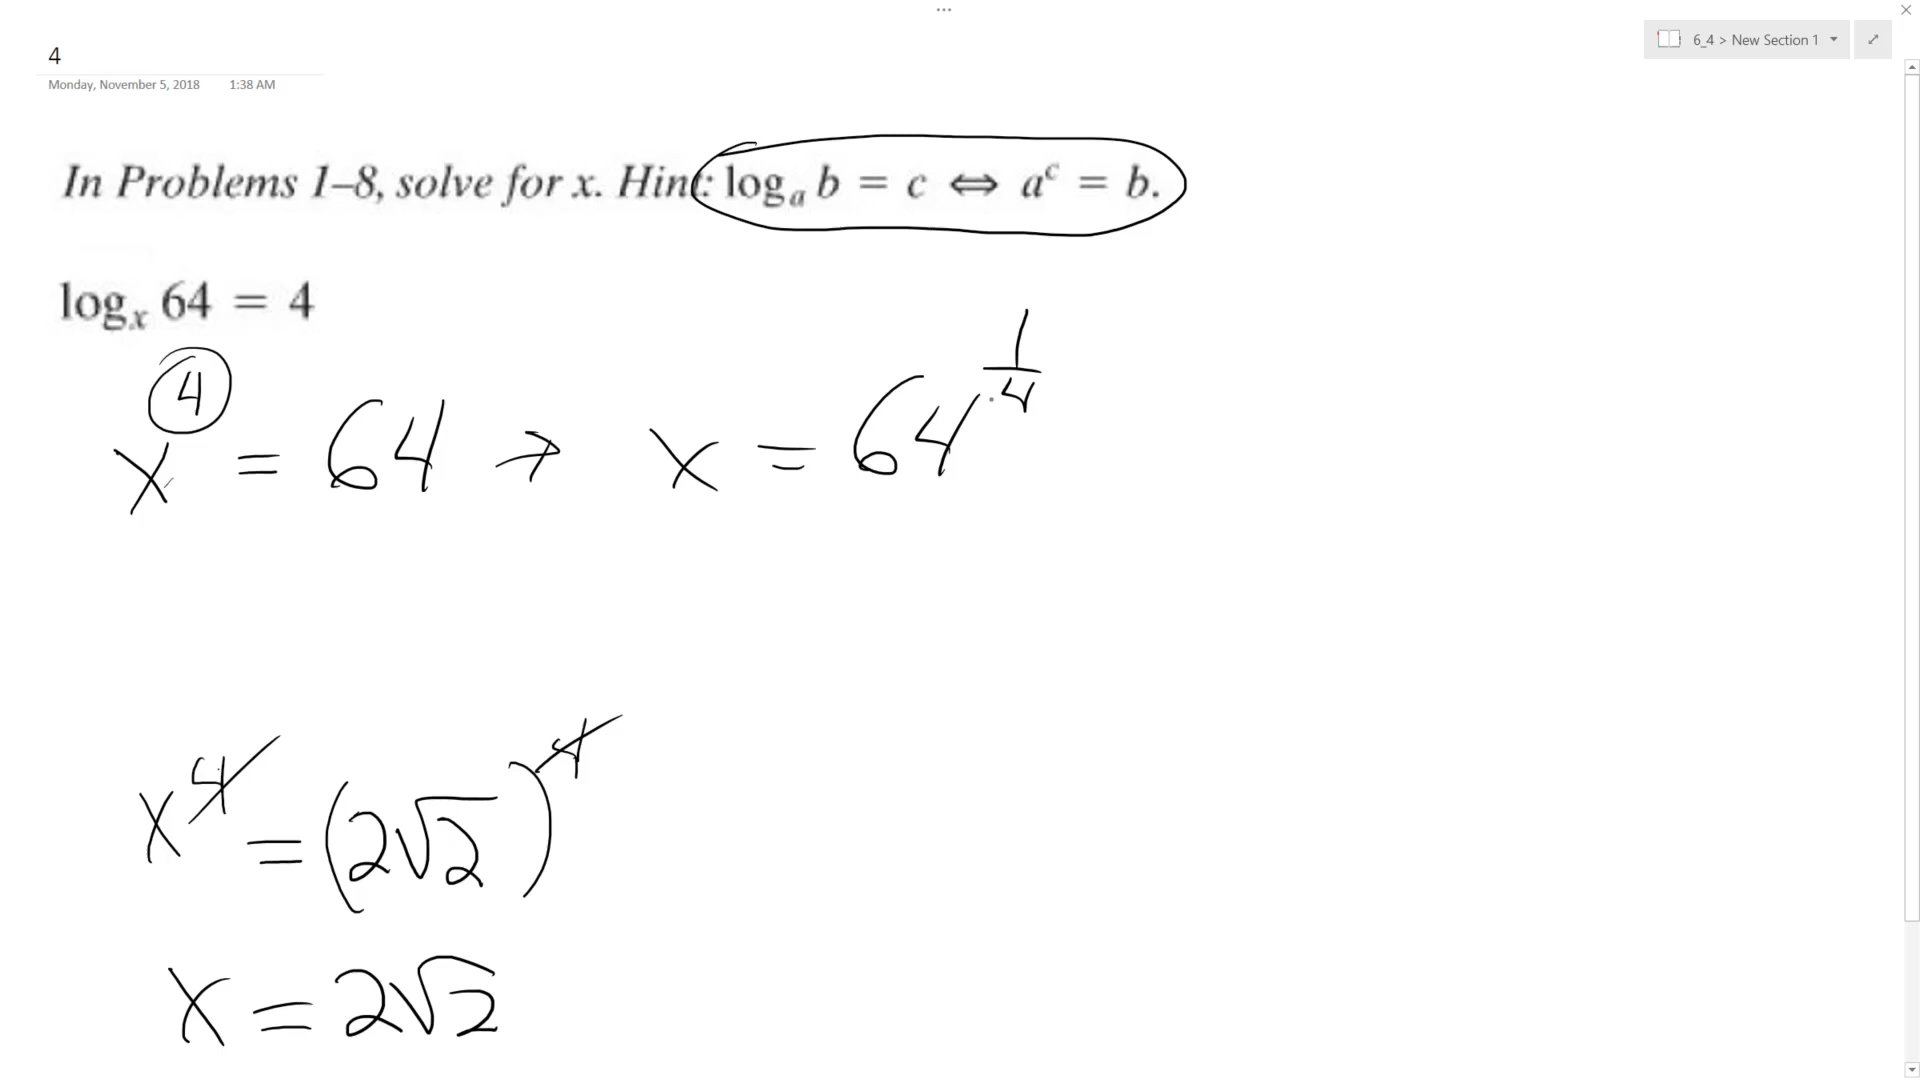 ...
6_4 > New Section 1
4
Monday, November 5, 2018 1:38 AM
In Problems 1–8, solve for x. Hint: logₐ b = c ⇔ aᶜ = b.
logₓ 64 = 4
x⁴ = 64 → x = 64^(1/4)
x⁴ = (2√2)⁴
x = 2√2